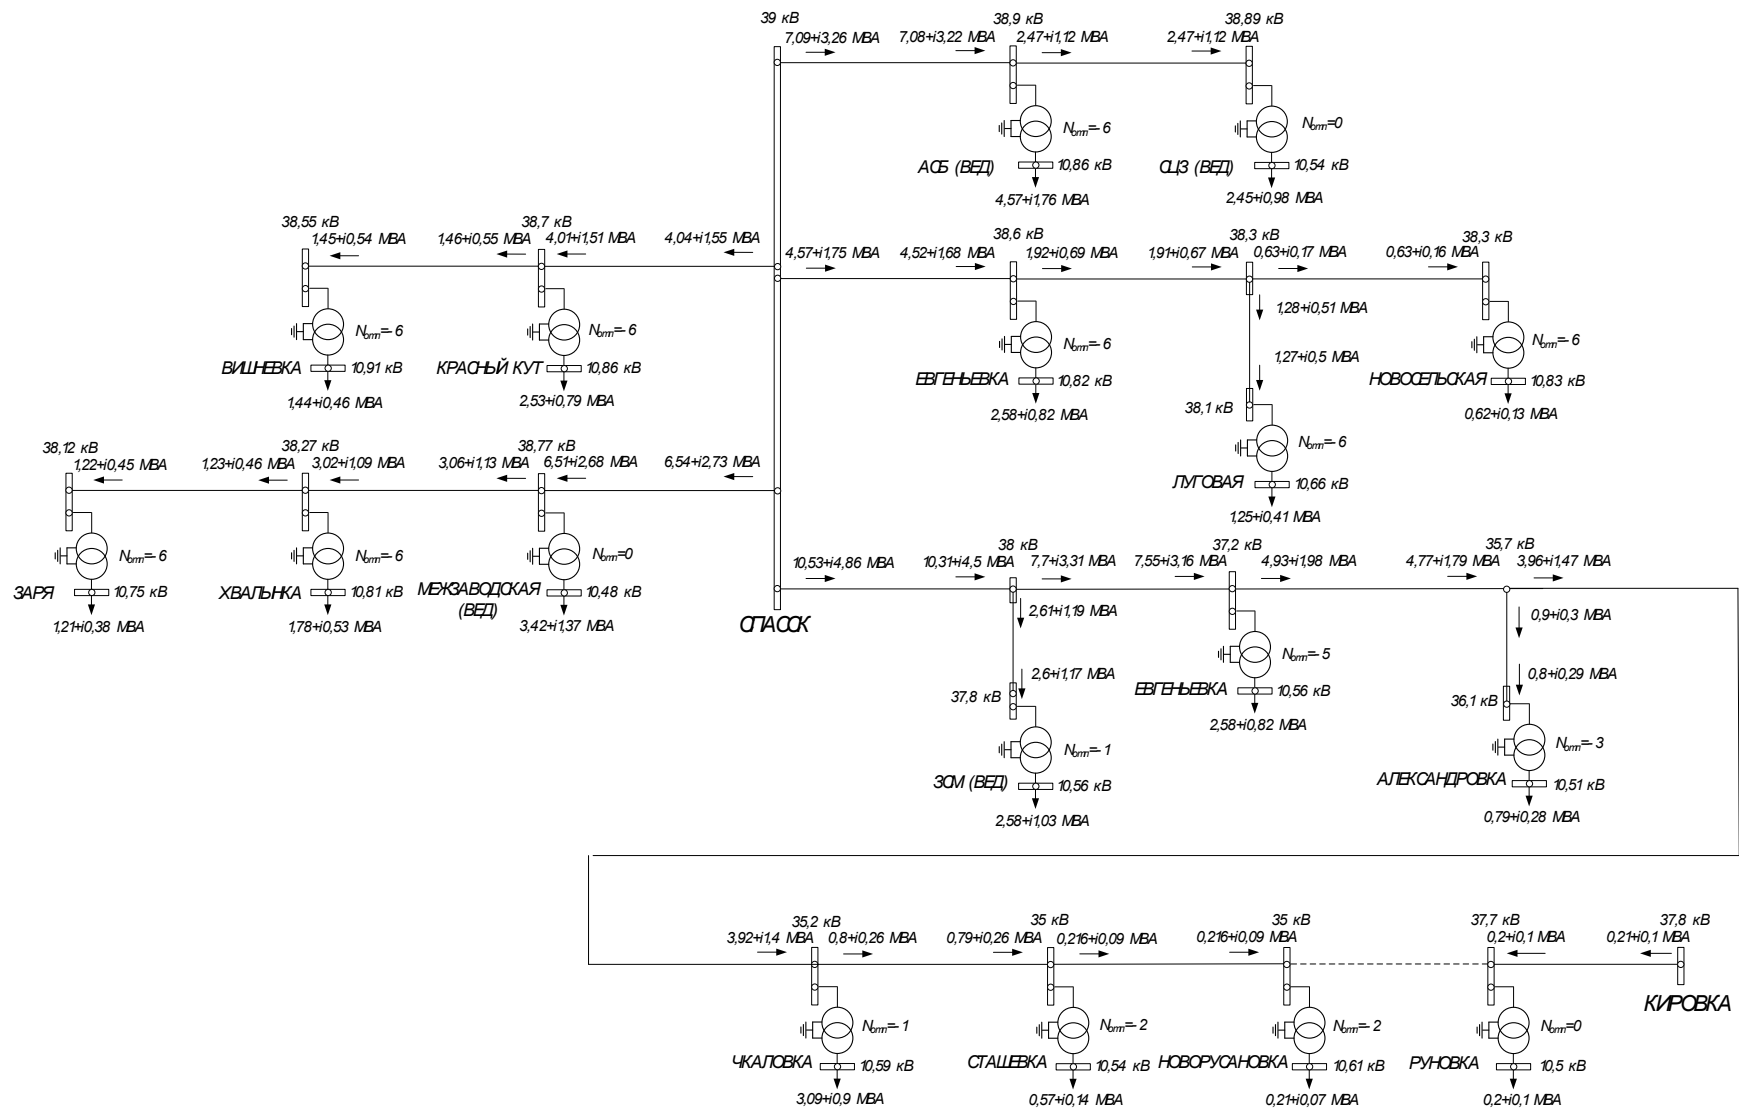 39 кВ
38,9 кВ
38,89 кВ
7,09+i3,26 МВА
7,08+i3,22 МВА
2,47+i1,12 МВА
2,47+i1,12 МВА
Nотп=-6
Nотп=0
АСБ (ВЕД)
10,86 кВ
СЦЗ (ВЕД)
10,54 кВ
4,57+i1,76 МВА
2,45+i0,98 МВА
38,55 кВ
38,7 кВ
38,6 кВ
38,3 кВ
38,3 кВ
1,45+i0,54 МВА
1,46+i0,55 МВА
4,01+i1,51 МВА
4,04+i1,55 МВА
4,57+i1,75 МВА
4,52+i1,68 МВА
1,92+i0,69 МВА
1,91+i0,67 МВА
0,63+i0,17 МВА
0,63+i0,16 МВА
1,28+i0,51 МВА
Nотп=-6
Nотп=-6
Nотп=-6
Nотп=-6
1,27+i0,5 МВА
ВИШНЕВКА
10,91 кВ
КРАСНЫЙ КУТ
10,86 кВ
ЕВГЕНЬЕВКА
10,82 кВ
НОВОСЕЛЬСКАЯ
10,83 кВ
1,44+i0,46 МВА
2,53+i0,79 МВА
2,58+i0,82 МВА
38,1 кВ
0,62+i0,13 МВА
38,12 кВ
38,27 кВ
38,77 кВ
Nотп=-6
1,22+i0,45 МВА
1,23+i0,46 МВА
3,02+i1,09 МВА
3,06+i1,13 МВА
6,51+i2,68 МВА
6,54+i2,73 МВА
ЛУГОВАЯ
10,66 кВ
1,25+i0,41 МВА
Nотп=-6
Nотп=-6
Nотп=0
38 кВ
37,2 кВ
35,7 кВ
10,53+i4,86 МВА
10,31+i4,5 МВА
7,7+i3,31 МВА
7,55+i3,16 МВА
4,93+i1,98 МВА
4,77+i1,79 МВА
3,96+i1,47 МВА
ЗАРЯ
10,75 кВ
ХВАЛЫНКА
10,81 кВ
МЕЖЗАВОДСКАЯ
(ВЕД)
10,48 кВ
1,21+i0,38 МВА
1,78+i0,53 МВА
3,42+i1,37 МВА
СПАССК
2,61+i1,19 МВА
0,9+i0,3 МВА
Nотп=-5
2,6+i1,17 МВА
0,8+i0,29 МВА
37,8 кВ
ЕВГЕНЬЕВКА
10,56 кВ
36,1 кВ
2,58+i0,82 МВА
Nотп=-1
Nотп=-3
ЗСМ (ВЕД)
10,56 кВ
АЛЕКСАНДРОВКА
10,51 кВ
2,58+i1,03 МВА
0,79+i0,28 МВА
35,2 кВ
35 кВ
35 кВ
37,7 кВ
37,8 кВ
3,92+i1,4 МВА
0,8+i0,26 МВА
0,79+i0,26 МВА
0,216+i0,09 МВА
0,216+i0,09 МВА
0,2+i0,1 МВА
0,21+i0,1 МВА
КИРОВКА
Nотп=-1
Nотп=-2
Nотп=-2
Nотп=0
ЧКАЛОВКА
10,59 кВ
СТАШЕВКА
10,54 кВ
НОВОРУСАНОВКА
10,61 кВ
РУНОВКА
10,5 кВ
3,09+i0,9 МВА
0,57+i0,14 МВА
0,21+i0,07 МВА
0,2+i0,1 МВА